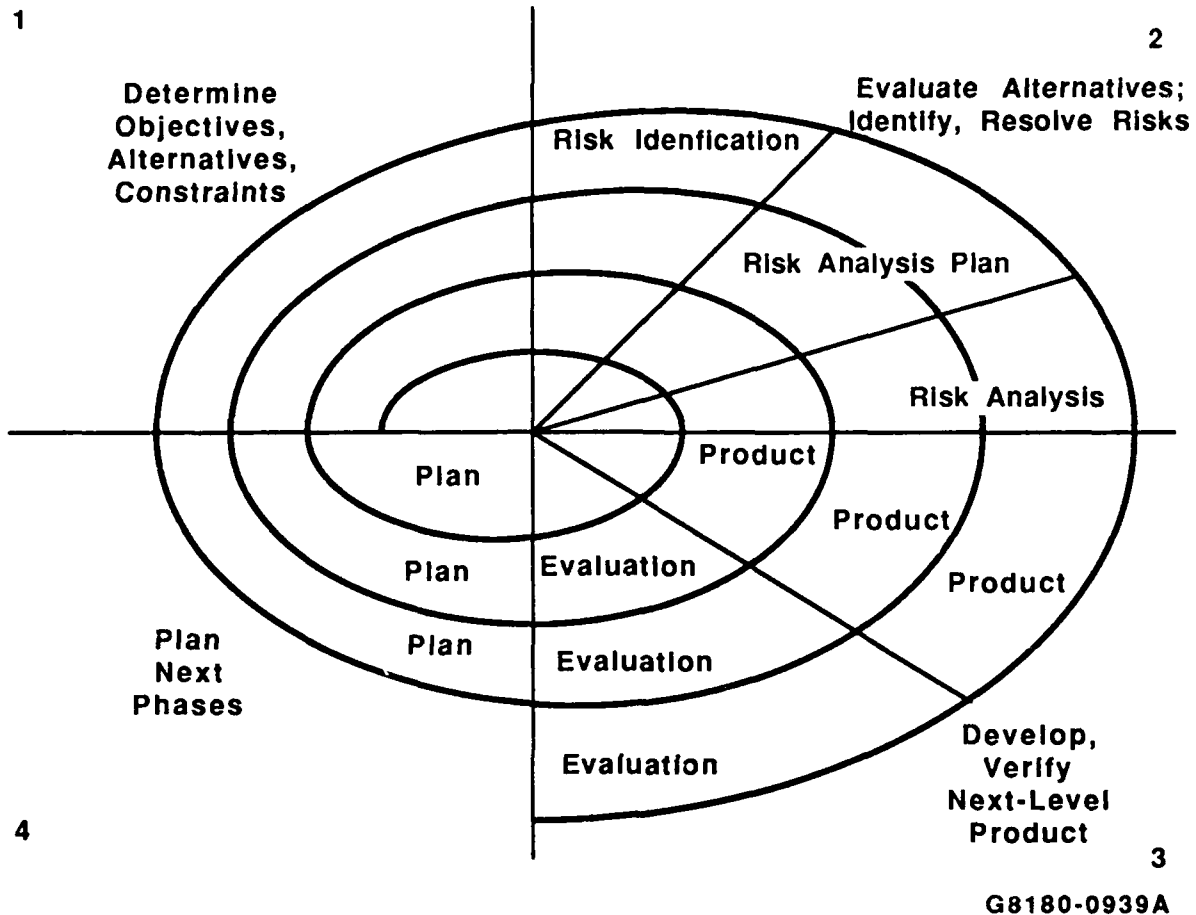 1
2
Determine
Objectives,
Alternatives,
Constraints
Evaluate Alternatives;
Identify, Resolve Risks
Risk Idenfication
Risk Analysis Plan
Risk Analysis
Plan
Product
Product
Plan
Evaluation
Product
Plan
Evaluation
Plan
Next
Phases
Evaluation
Develop,
Verify
Next-Level
Product
4
3
G8180-0939A